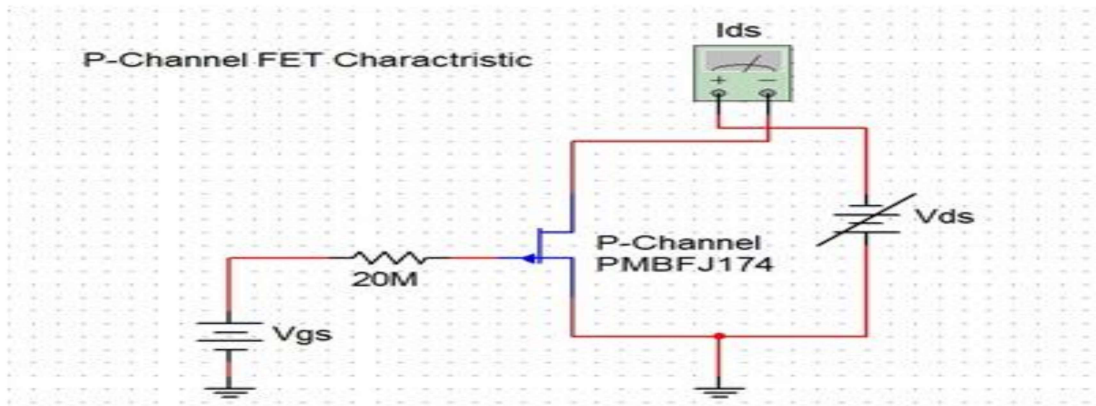 Ids
P-Channel FET Charactristic
+ −
Vds
P-Channel
PMBFJ174
20M
Vgs